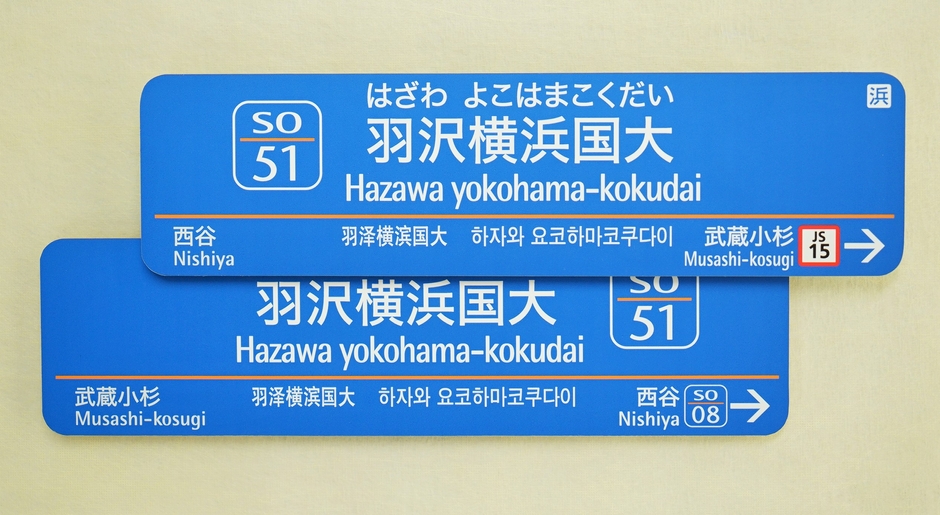 はざわ よこはまこくだい
浜
SO
51
羽沢横浜国大
Hazawa yokohama-kokudai
西谷
Nishiya
羽泽横滨国大 하자와 요코하마코쿠다이
武蔵小杉
Musashi-kosugi
JS
15
羽沢横浜国大
SO
51
Hazawa yokohama-kokudai
武蔵小杉
Musashi-kosugi
羽泽横滨国大 하자와 요코하마코쿠다이
西谷
Nishiya
SO
08